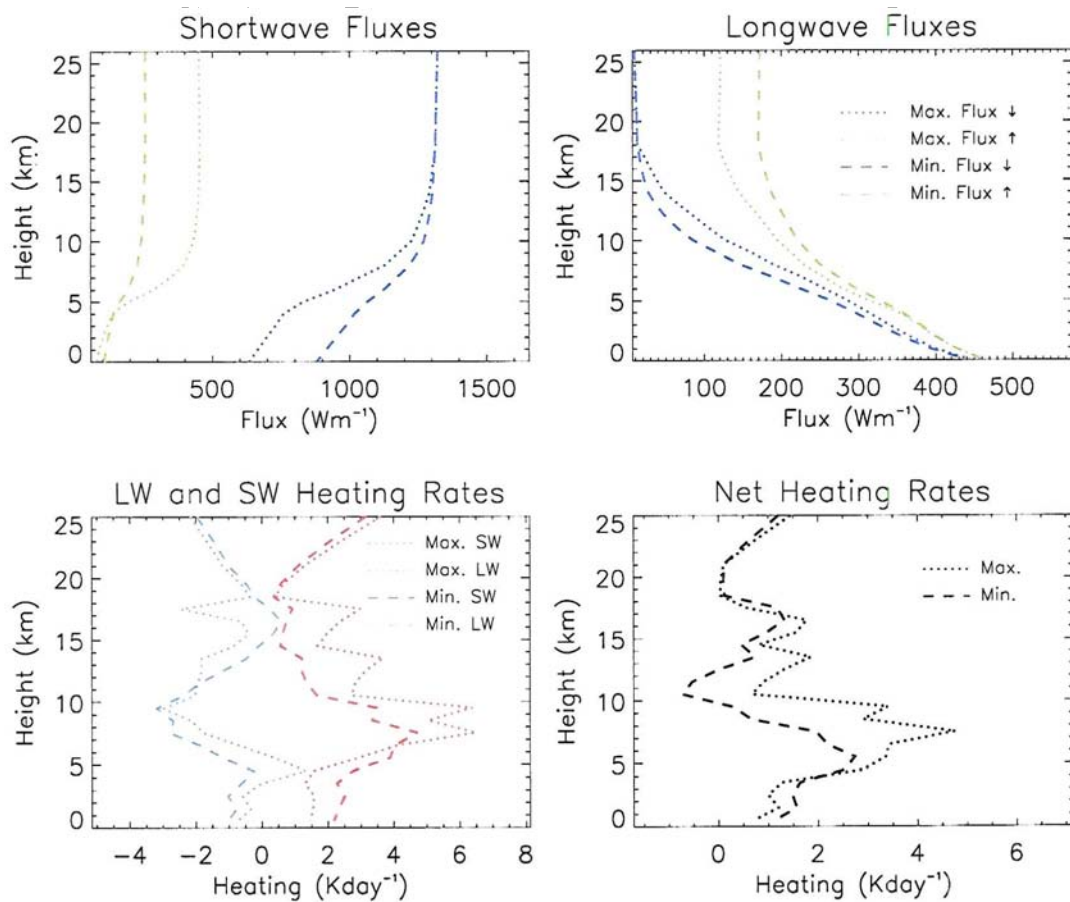 Shortwave Fluxes
Longwave Fluxes
25
20
15
10
5
0
Height (km)
500 1000 1500
Flux (Wm⁻¹)
25
20
15
10
5
0
Height (km)
Max. Flux ↓
Max. Flux ↑
Min. Flux ↓
Min. Flux ↑
100 200 300 400 500
Flux (Wm⁻¹)
LW and SW Heating Rates
Net Heating Rates
25
20
15
10
5
0
Height (km)
Max. SW
Max. LW
Min. SW
Min. LW
-4 -2 0 2 4 6 8
Heating (Kday⁻¹)
25
20
15
10
5
0
Height (km)
Max.
Min.
0 2 4 6
Heating (Kday⁻¹)